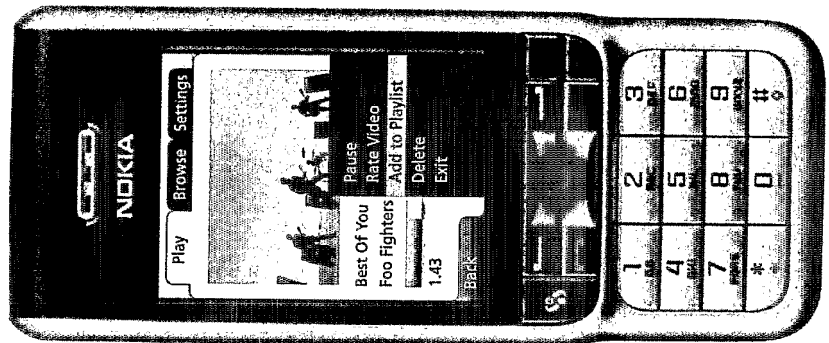 NOKIA
Play Browse Settings
Best Of You
Foo Fighters
1.43
Back
Pause
Rate Video
Add to Playlist
Delete
Exit
1 2 3
4 5 6
7 8 9
* 0 #